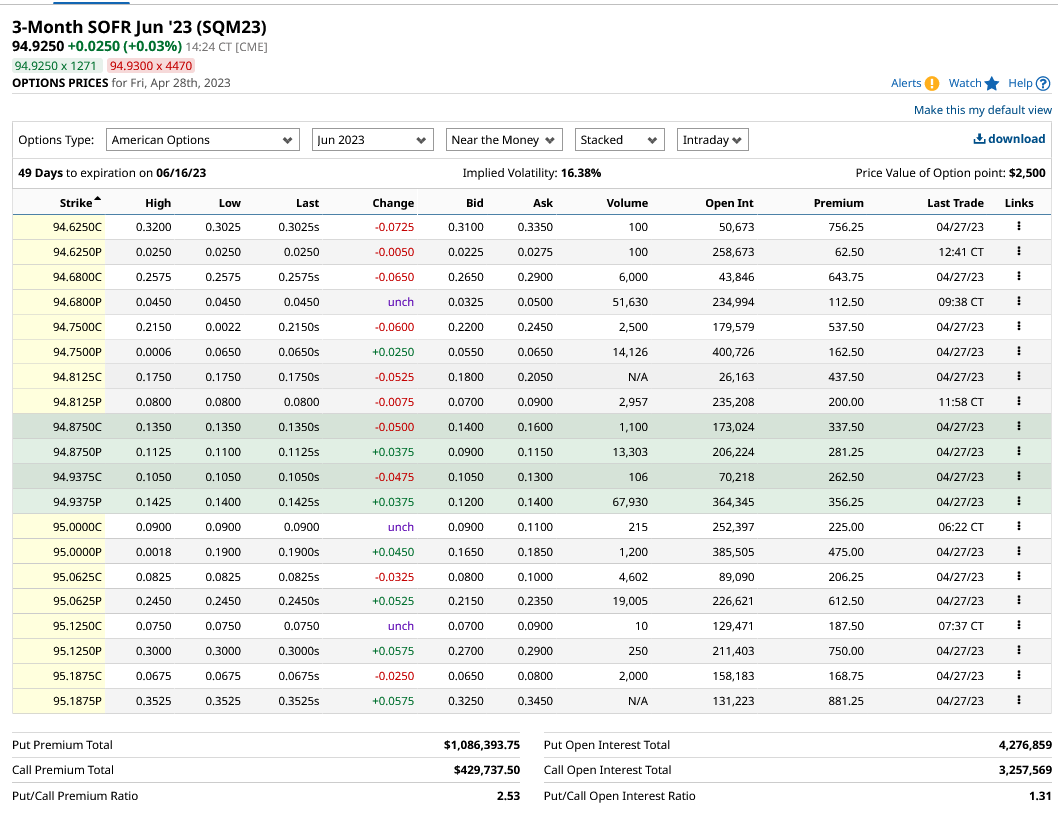 3-Month SOFR Jun '23 (SQM23)
94.9250 +0.0250 (+0.03%) 14:24 CT [CME]
94.9250 x 1271 94.9300 x 4470
OPTIONS PRICES for Fri, Apr 28th, 2023
Alerts Watch Help
Make this my default view
Options Type: American Options Jun 2023 Near the Money Stacked Intraday download
49 Days to expiration on 06/16/23 Implied Volatility: 16.38% Price Value of Option point: $2,500
Strike High Low Last Change Bid Ask Volume Open Int Premium Last Trade Links
94.6250C 0.3200 0.3025 0.3025s -0.0725 0.3100 0.3350 100 50,673 756.25 04/27/23
94.6250P 0.0250 0.0250 0.0250 -0.0050 0.0225 0.0275 100 258,673 62.50 12:41 CT
94.6800C 0.2575 0.2575 0.2575s -0.0650 0.2650 0.2900 6,000 43,846 643.75 04/27/23
94.6800P 0.0450 0.0450 0.0450 unch 0.0325 0.0500 51,630 234,994 112.50 09:38 CT
94.7500C 0.2150 0.0022 0.2150s -0.0600 0.2200 0.2450 2,500 179,579 537.50 04/27/23
94.7500P 0.0006 0.0650 0.0650s +0.0250 0.0550 0.0650 14,126 400,726 162.50 04/27/23
94.8125C 0.1750 0.1750 0.1750s -0.0525 0.1800 0.2050 N/A 26,163 437.50 04/27/23
94.8125P 0.0800 0.0800 0.0800 -0.0075 0.0700 0.0900 2,957 235,208 200.00 11:58 CT
94.8750C 0.1350 0.1350 0.1350s -0.0500 0.1400 0.1600 1,100 173,024 337.50 04/27/23
94.8750P 0.1125 0.1100 0.1125s +0.0375 0.0900 0.1150 13,303 206,224 281.25 04/27/23
94.9375C 0.1050 0.1050 0.1050s -0.0475 0.1050 0.1300 106 70,218 262.50 04/27/23
94.9375P 0.1425 0.1400 0.1425s +0.0375 0.1200 0.1400 67,930 364,345 356.25 04/27/23
95.0000C 0.0900 0.0900 0.0900 unch 0.0900 0.1100 215 252,397 225.00 06:22 CT
95.0000P 0.0018 0.1900 0.1900s +0.0450 0.1650 0.1850 1,200 385,505 475.00 04/27/23
95.0625C 0.0825 0.0825 0.0825s -0.0325 0.0800 0.1000 4,602 89,090 206.25 04/27/23
95.0625P 0.2450 0.2450 0.2450s +0.0525 0.2150 0.2350 19,005 226,621 612.50 04/27/23
95.1250C 0.0750 0.0750 0.0750 unch 0.0700 0.0900 10 129,471 187.50 07:37 CT
95.1250P 0.3000 0.3000 0.3000s +0.0575 0.2700 0.2900 250 211,403 750.00 04/27/23
95.1875C 0.0675 0.0675 0.0675s -0.0250 0.0650 0.0800 2,000 158,183 168.75 04/27/23
95.1875P 0.3525 0.3525 0.3525s +0.0575 0.3250 0.3450 N/A 131,223 881.25 04/27/23
Put Premium Total $1,086,393.75 Put Open Interest Total 4,276,859
Call Premium Total $429,737.50 Call Open Interest Total 3,257,569
Put/Call Premium Ratio 2.53 Put/Call Open Interest Ratio 1.31